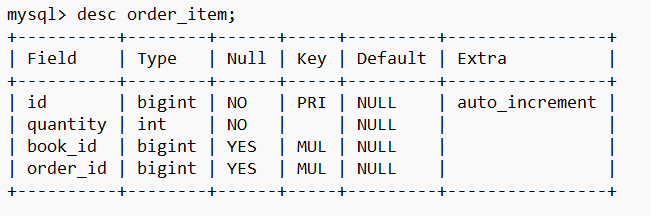 mysql> desc order_item;
+----------+--------+------+-----+---------+----------------+
| Field    | Type   | Null | Key | Default | Extra          |
+----------+--------+------+-----+---------+----------------+
| id       | bigint | NO   | PRI | NULL    | auto_increment |
| quantity | int    | NO   |     | NULL    |                |
| book_id  | bigint | YES  | MUL | NULL    |                |
| order_id | bigint | YES  | MUL | NULL    |                |
+----------+--------+------+-----+---------+----------------+